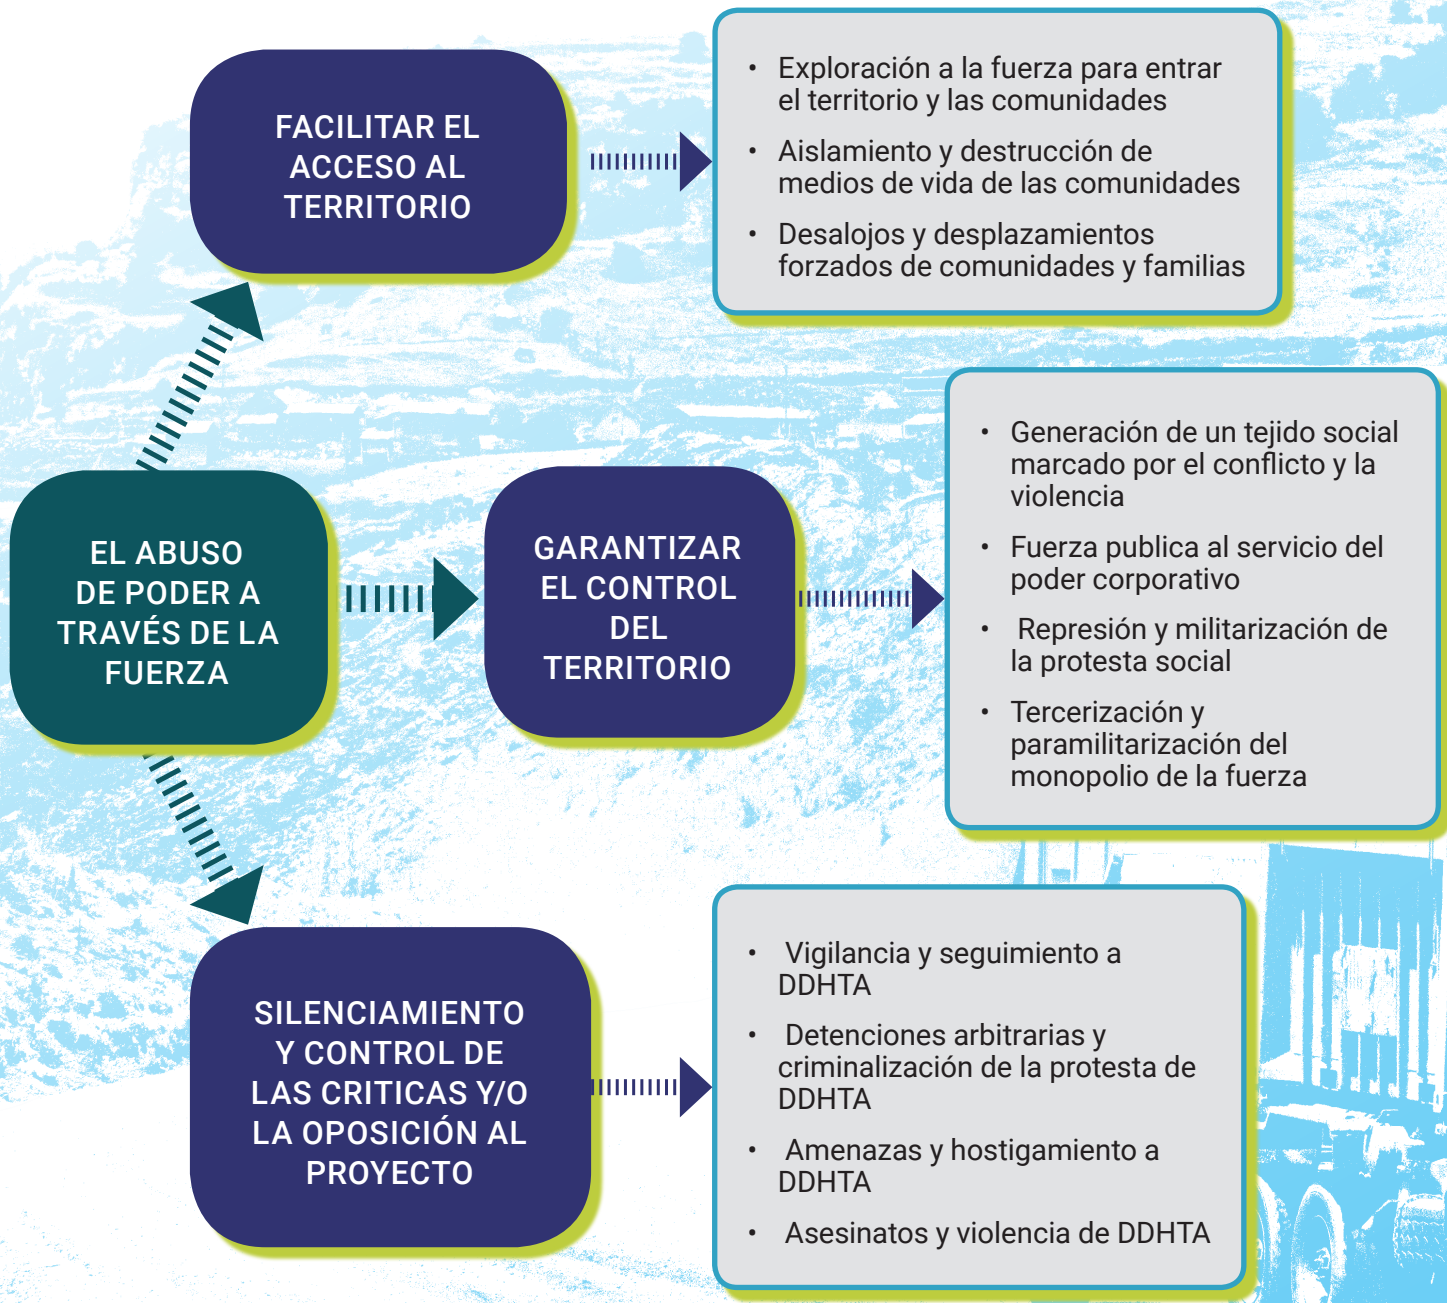 FACILITAR EL
ACCESO AL
TERRITORIO
• Exploración a la fuerza para entrar
el territorio y las comunidades
• Aislamiento y destrucción de
medios de vida de las comunidades
• Desalojos y desplazamientos
forzados de comunidades y familias
EL ABUSO
DE PODER A
TRAVÉS DE LA
FUERZA
GARANTIZAR
EL CONTROL
DEL
TERRITORIO
• Generación de un tejido social
marcado por el conflicto y la
violencia
• Fuerza publica al servicio del
poder corporativo
• Represión y militarización de
la protesta social
• Tercerización y
paramilitarización del
monopolio de la fuerza
SILENCIAMIENTO
Y CONTROL DE
LAS CRITICAS Y/O
LA OPOSICIÓN AL
PROYECTO
• Vigilancia y seguimiento a
DDHTA
• Detenciones arbitrarias y
criminalización de la protesta de
DDHTA
• Amenazas y hostigamiento a
DDHTA
• Asesinatos y violencia de DDHTA